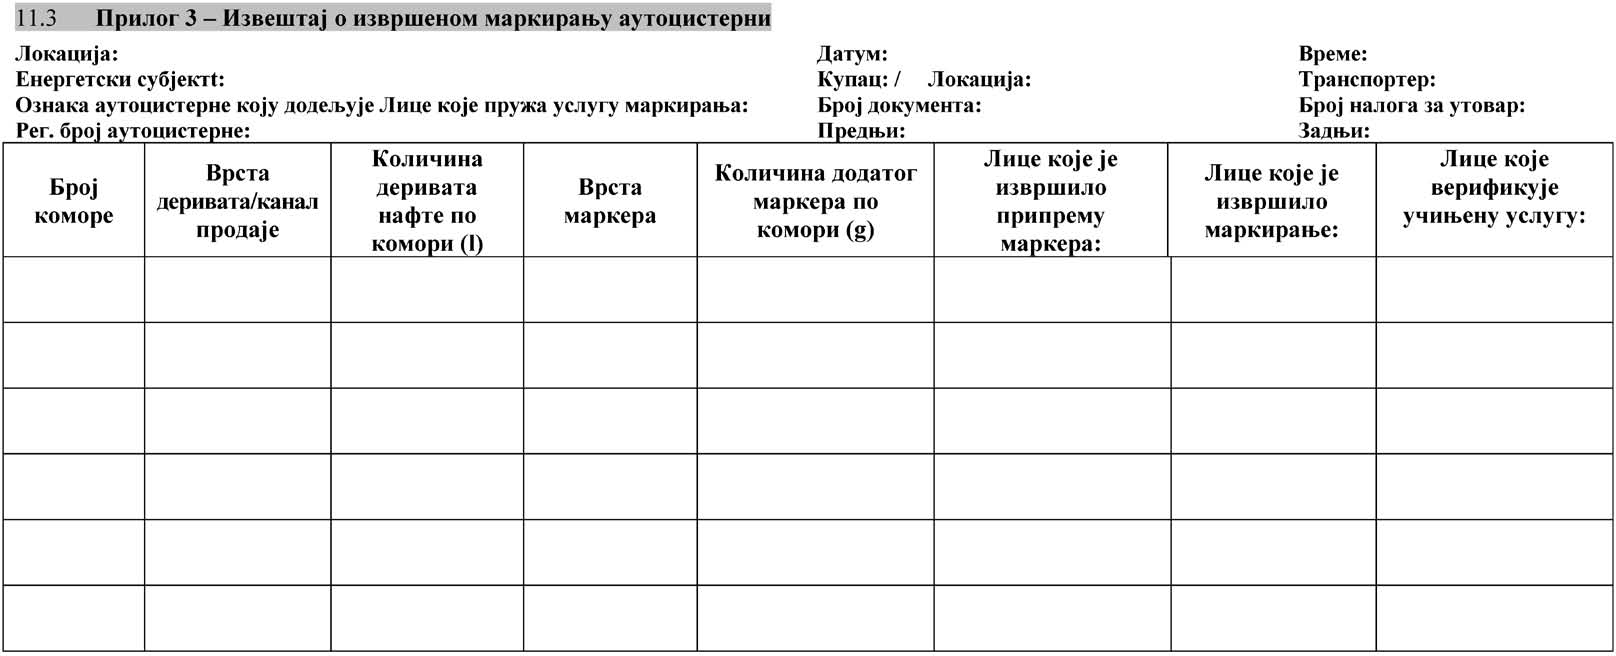 11.3 Прилог 3 – Извештај о извршеном маркирању аутоцистерни
Локација: Датум: Време:
Енергетски субјектt: Купац: / Локација: Транспортер:
Ознака аутоцистерне коју додељује Лице које пружа услугу маркирања: Број документа: Број налога за утовар:
Рег. број аутоцистерне: Предњи: Задњи:
Број
коморе
Врста
деривата/канал
продаје
Количина
деривата
нафте по
комори (l)
Врста
маркера
Количина додатог
маркера по
комори (g)
Лице које је
извршило
припрему
маркера:
Лице које је
извршило
маркирање:
Лице које
верификује
учињену услугу: